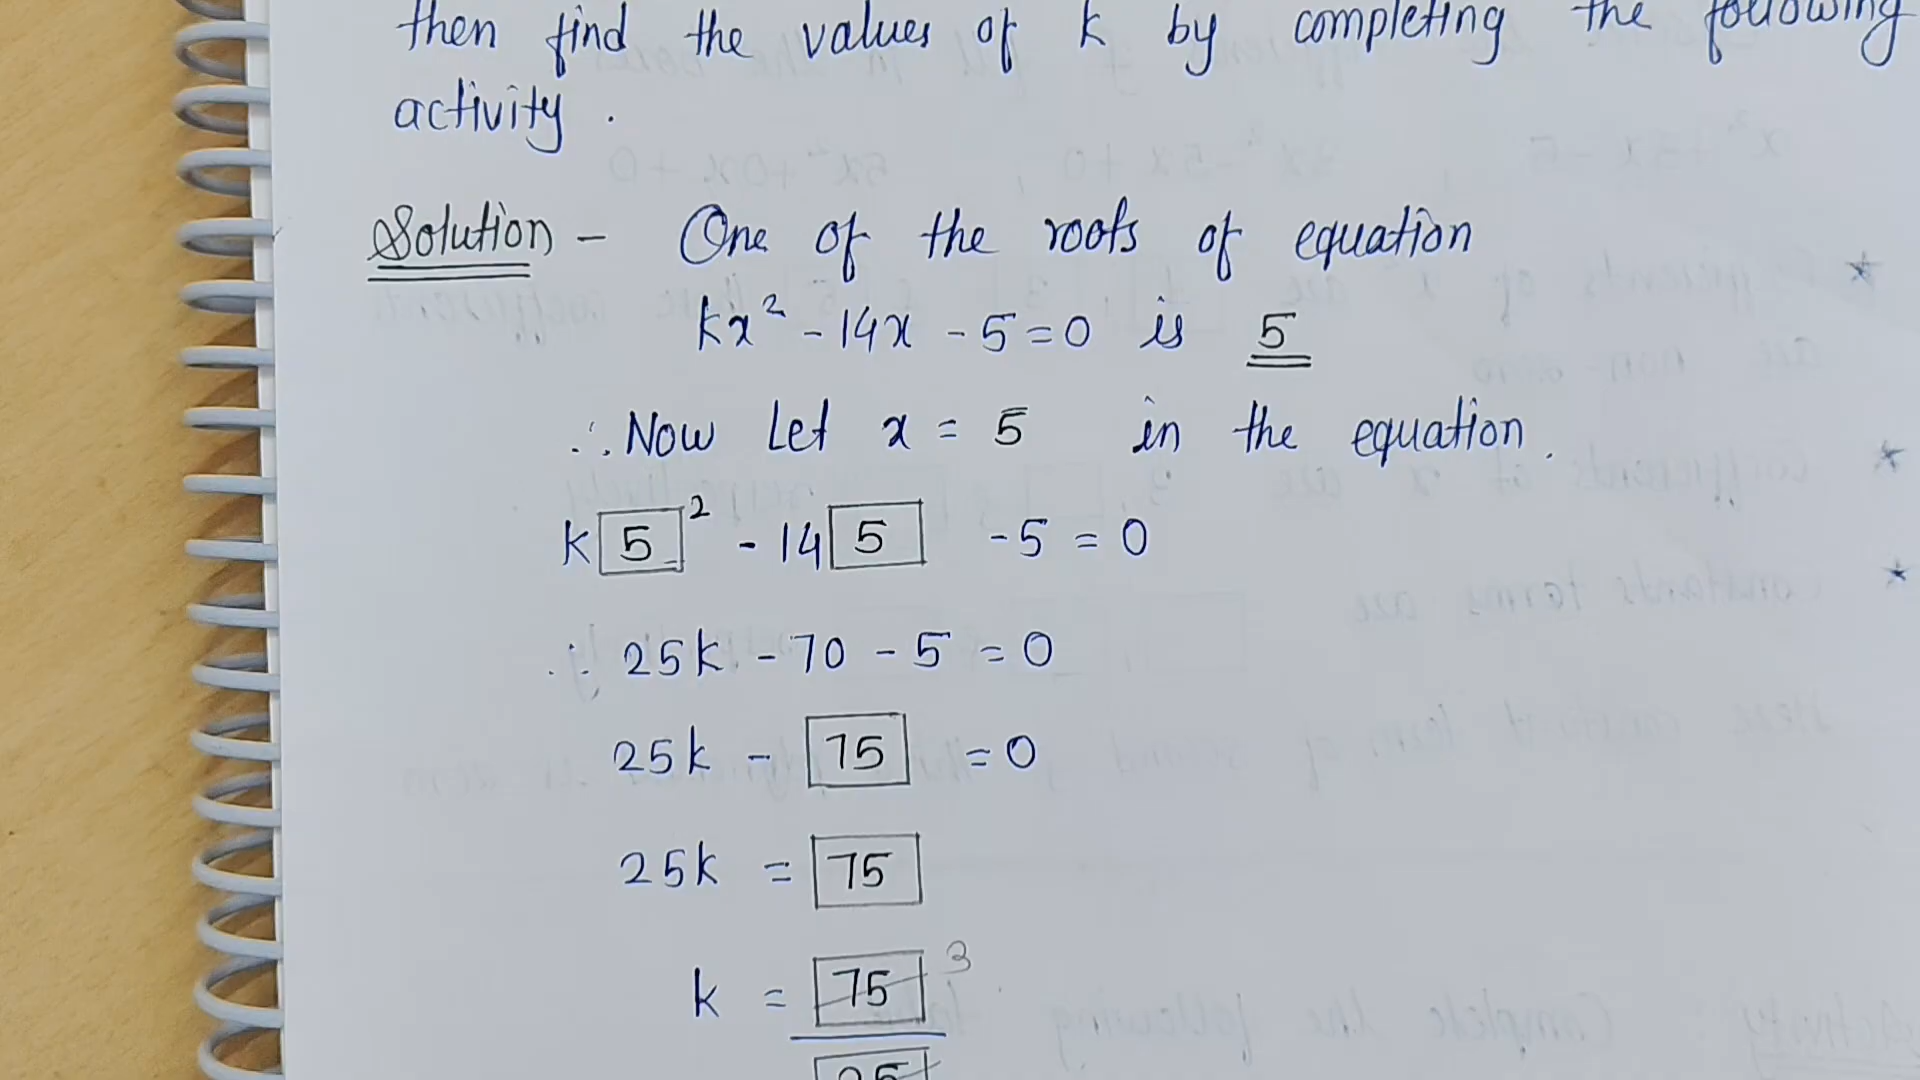 then find the values of k by completing the following
activity .
Solution - One of the roots of equation
kx² - 14x - 5 = 0 is 5
∴ Now Let x = 5 in the equation.
k 5 ² - 14 5 - 5 = 0
∴ 25k - 70 - 5 = 0
25k - 75 = 0
25k = 75
k = 75 3
25